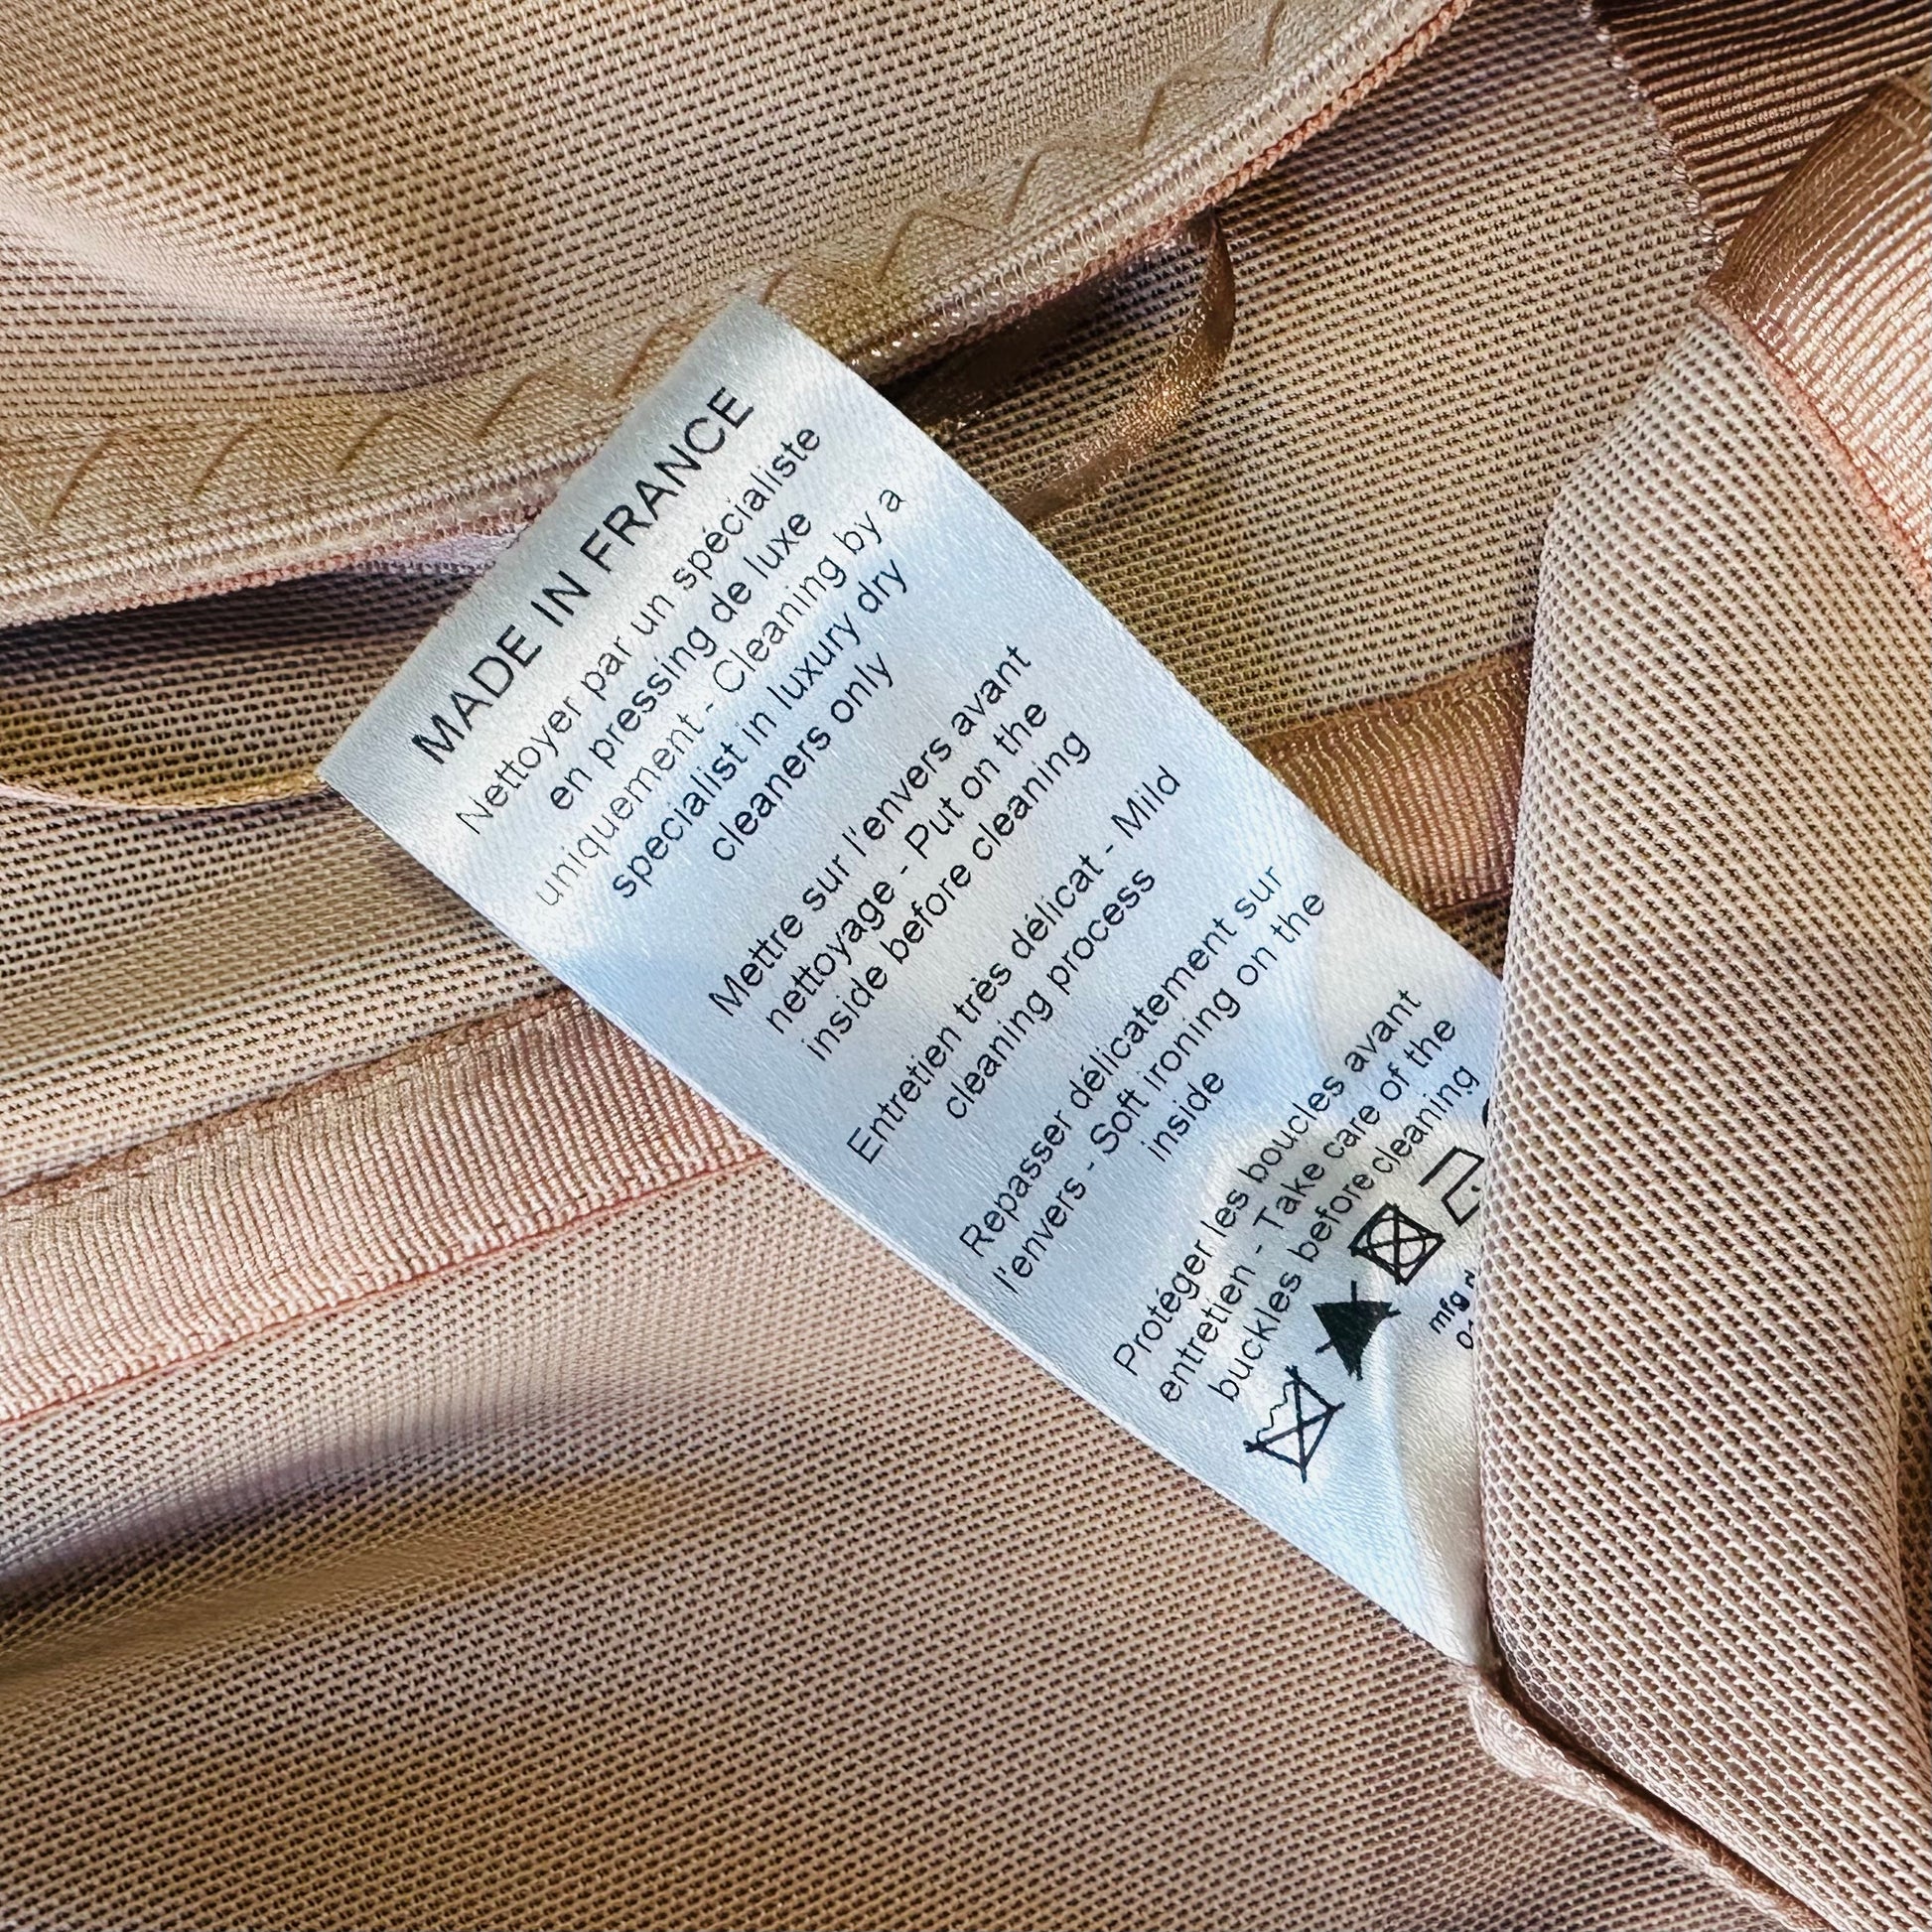 MADE IN FRANCE
Nettoyer par un spécialiste
en pressing de luxe
uniquement - Cleaning by a
specialist in luxury dry
cleaners only
Mettre sur l'envers avant
nettoyage - Put on the
inside before cleaning
Entretien très délicat - Mild
cleaning process
Repasser délicatement sur
l'envers - Soft ironing on the
inside
Protéger les boucles avant
entretien - Take care of the
buckles before cleaning
mfg